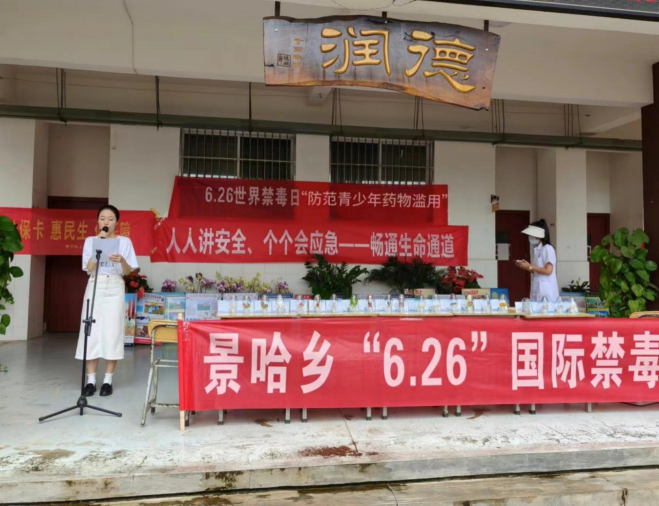 德润
6.26世界禁毒日“防范青少年药物滥用”
保卡 惠民生
人人讲安全、个个会应急——畅通生命通道
景哈乡“6.26”国际禁毒